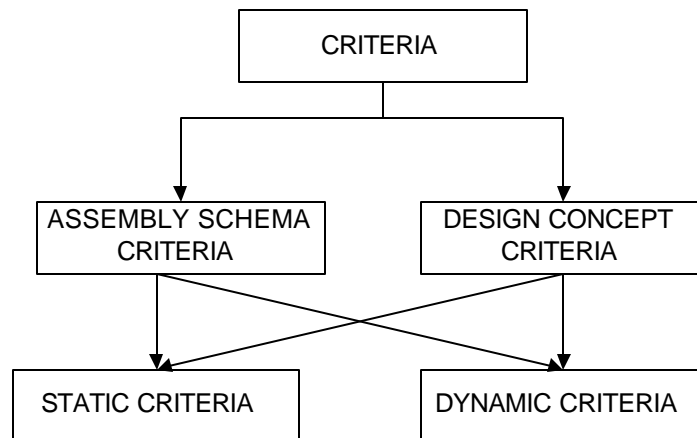 CRITERIA
ASSEMBLY SCHEMA
CRITERIA
DESIGN CONCEPT
CRITERIA
STATIC CRITERIA
DYNAMIC CRITERIA